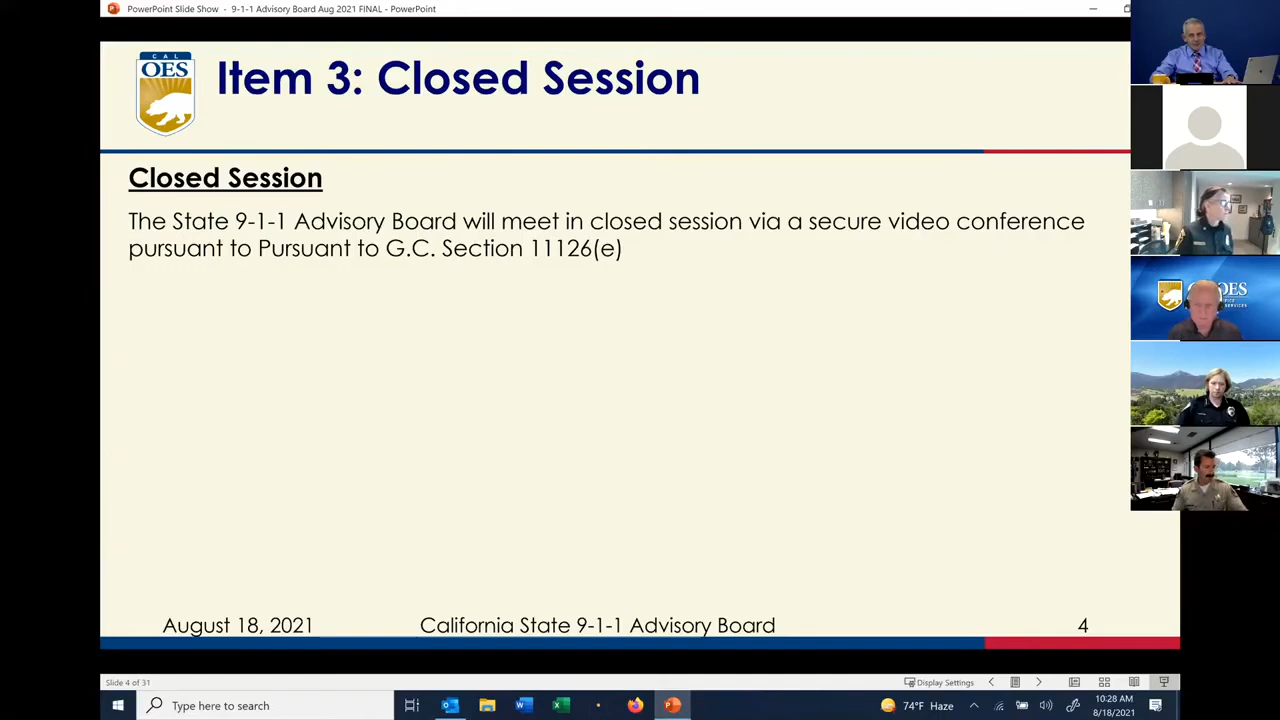 PowerPoint Slide Show - 9-1-1 Advisory Board Aug 2021 FINAL - PowerPoint
CAL
OES
Item 3: Closed Session
Closed Session
The State 9-1-1 Advisory Board will meet in closed session via a secure video conference
pursuant to Pursuant to G.C. Section 11126(e)
OES
August 18, 2021 California State 9-1-1 Advisory Board 4
Slide 4 of 31 Display Settings
Type here to search 74°F Haze 10:28 AM
8/18/2021